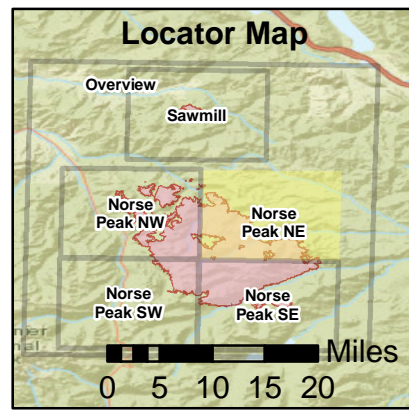 Locator Map
Overview
Sawmill
Norse
Peak NW
Norse
Peak NE
Norse
Peak SW
Norse
Peak SE
Miles
0 5 10 15 20